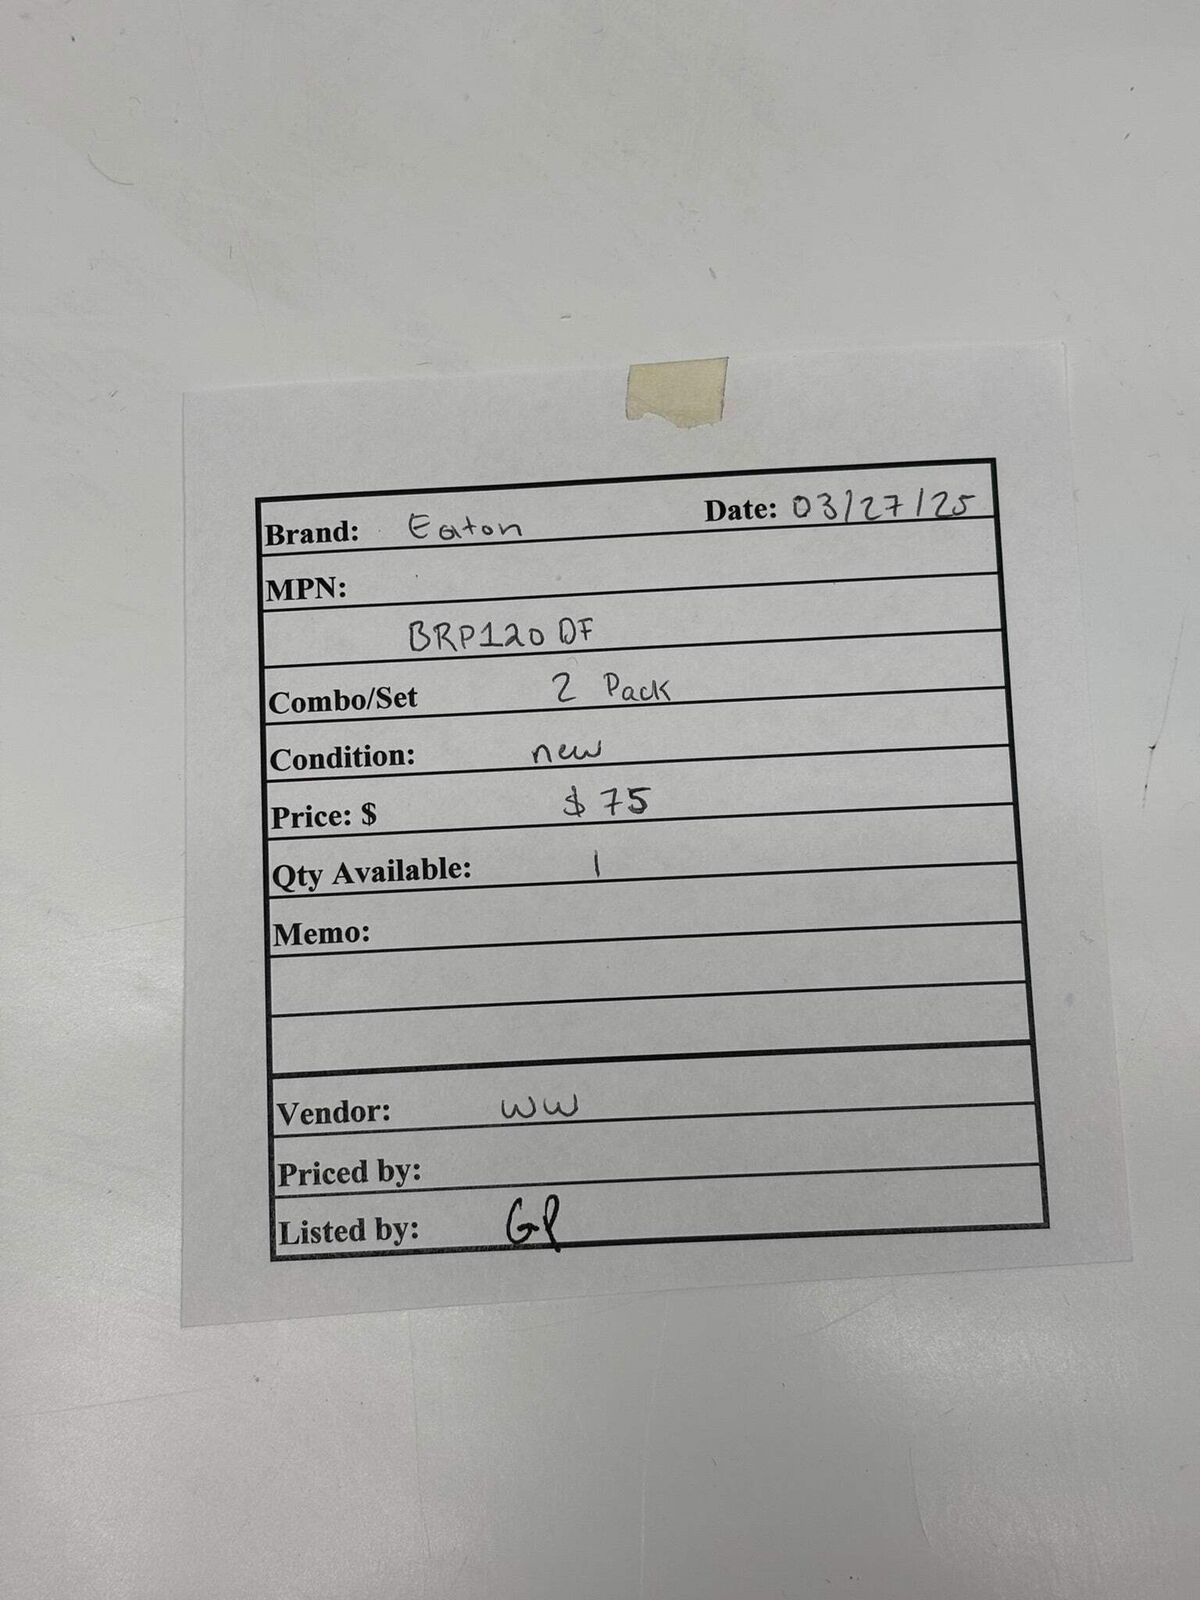 Brand: Eaton Date: 03/27/25
MPN:
BRP120DF
Combo/Set 2 Pack
Condition: new
Price: $ $75
Qty Available: 1
Memo:
Vendor: WW
Priced by:
Listed by: GP